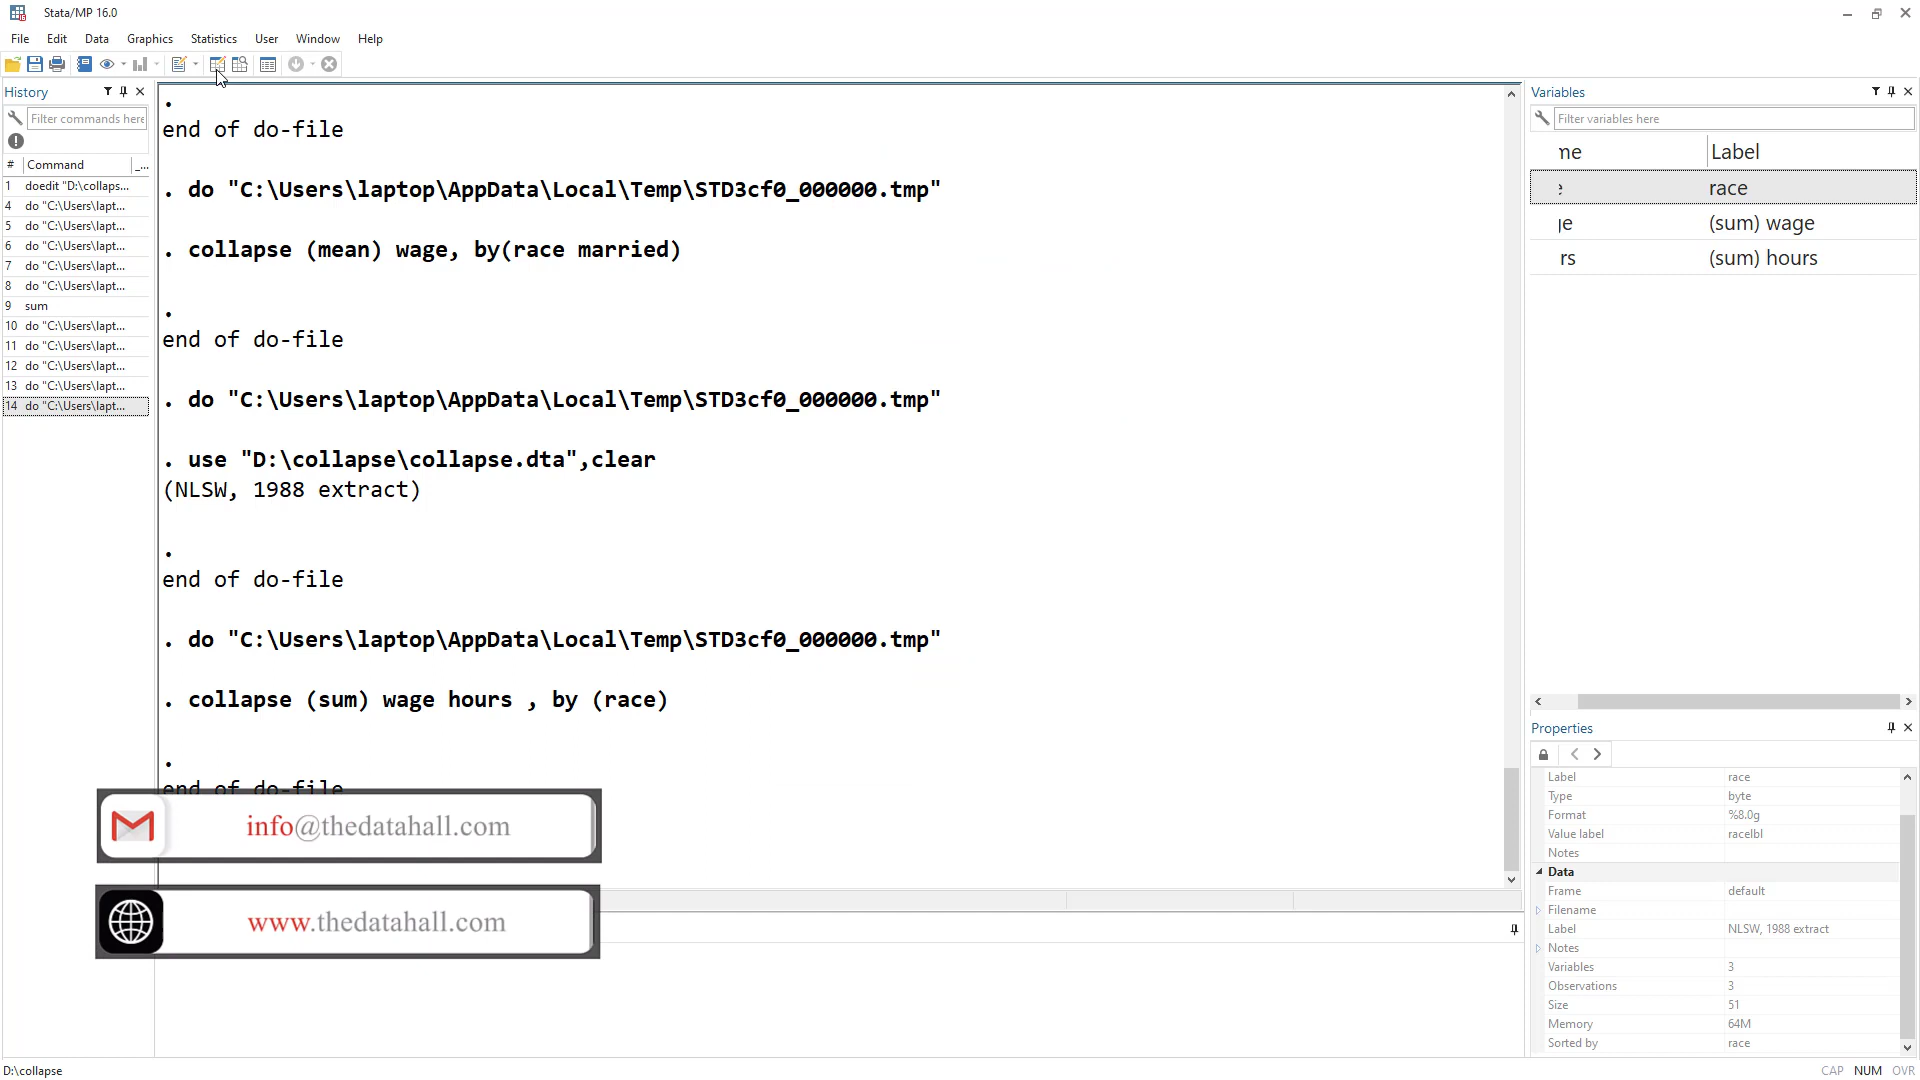 Stata/MP 16.0
File Edit Data Graphics Statistics User Window Help
History
Filter commands here
# Command _...
1 doedit "D:\collaps...
4 do "C:\Users\lapt...
5 do "C:\Users\lapt...
6 do "C:\Users\lapt...
7 do "C:\Users\lapt...
8 do "C:\Users\lapt...
9 sum
10 do "C:\Users\lapt...
11 do "C:\Users\lapt...
12 do "C:\Users\lapt...
13 do "C:\Users\lapt...
14 do "C:\Users\lapt...
.
end of do-file
. do "C:\Users\laptop\AppData\Local\Temp\STD3cf0_000000.tmp"
. collapse (mean) wage, by(race married)
.
end of do-file
. do "C:\Users\laptop\AppData\Local\Temp\STD3cf0_000000.tmp"
. use "D:\collapse\collapse.dta",clear
(NLSW, 1988 extract)
.
end of do-file
. do "C:\Users\laptop\AppData\Local\Temp\STD3cf0_000000.tmp"
. collapse (sum) wage hours , by (race)
.
end of do-file
info@thedatahall.com
www.thedatahall.com
Variables
Filter variables here
me Label
race
(sum) wage
rs (sum) hours
Properties
Label race
Type byte
Format %8.0g
Value label racelbl
Notes
Data
Frame default
Filename
Label NLSW, 1988 extract
Notes
Variables 3
Observations 3
Size 51
Memory 64M
Sorted by race
D:\collapse
CAP NUM OVR